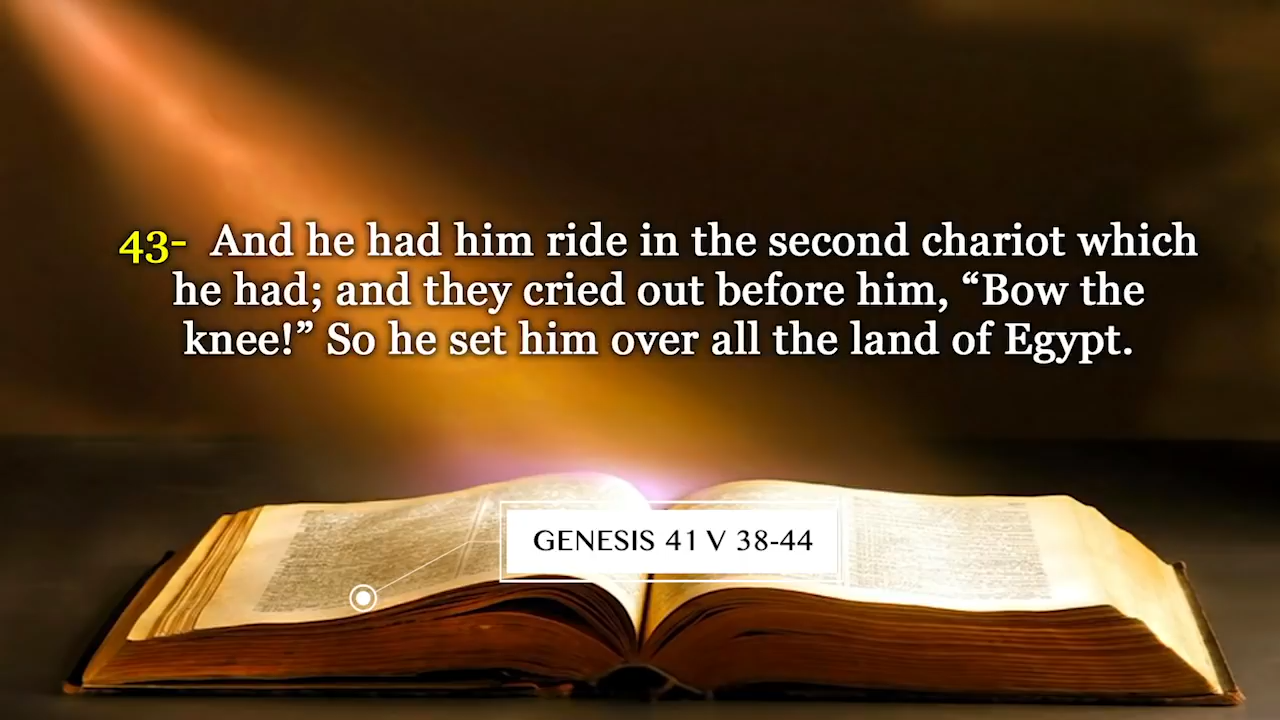 43- And he had him ride in the second chariot which
he had; and they cried out before him, “Bow the
knee!” So he set him over all the land of Egypt.
GENESIS 41 V 38-44